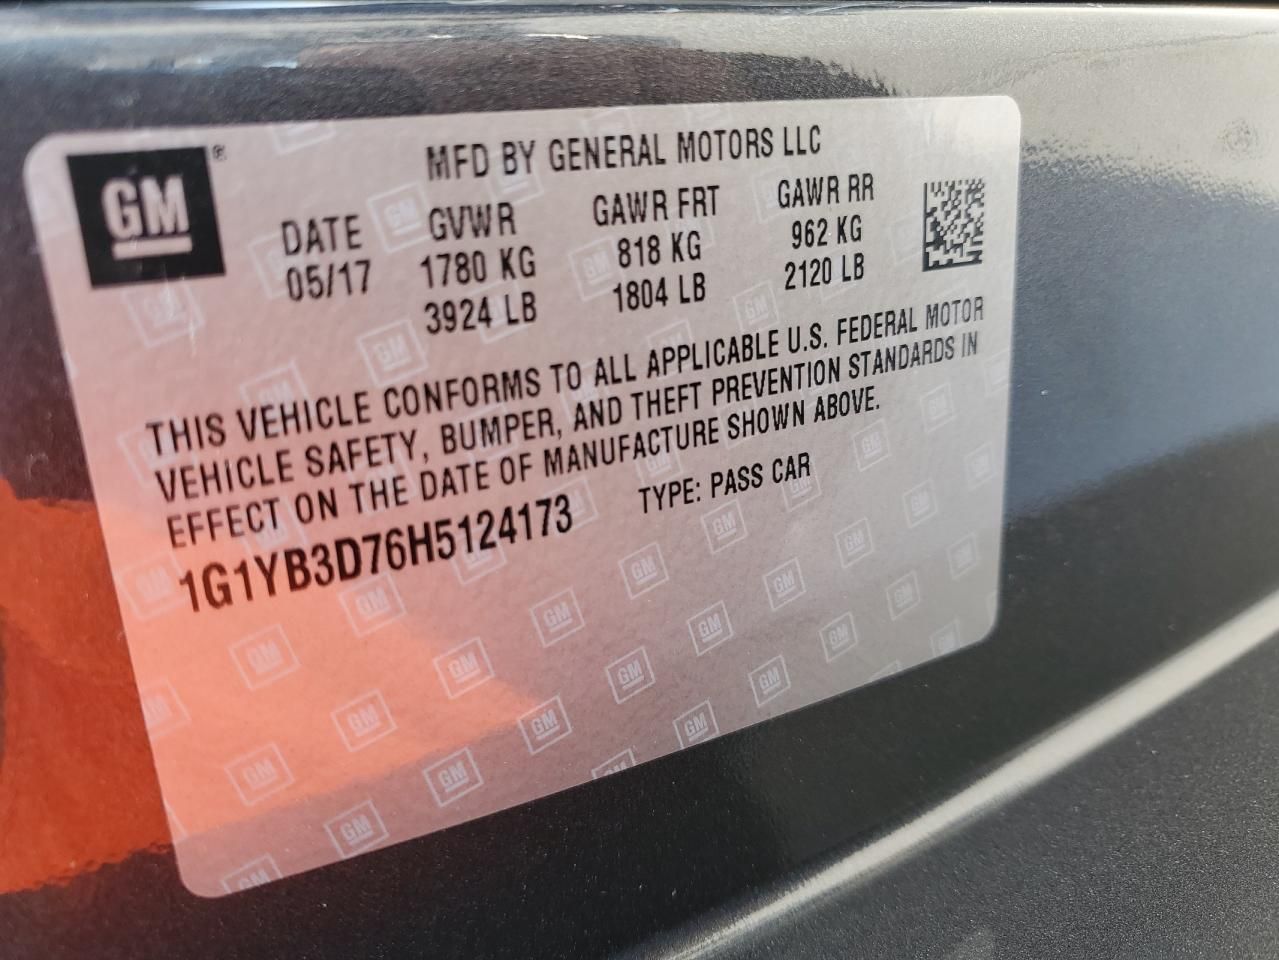 GM ®
MFD BY GENERAL MOTORS LLC
DATE GVWR GAWR FRT GAWR RR
05/17 1780 KG 818 KG 962 KG
3924 LB 1804 LB 2120 LB
THIS VEHICLE CONFORMS TO ALL APPLICABLE U.S. FEDERAL MOTOR
VEHICLE SAFETY, BUMPER, AND THEFT PREVENTION STANDARDS IN
EFFECT ON THE DATE OF MANUFACTURE SHOWN ABOVE.
1G1YB3D76H5124173 TYPE: PASS CAR